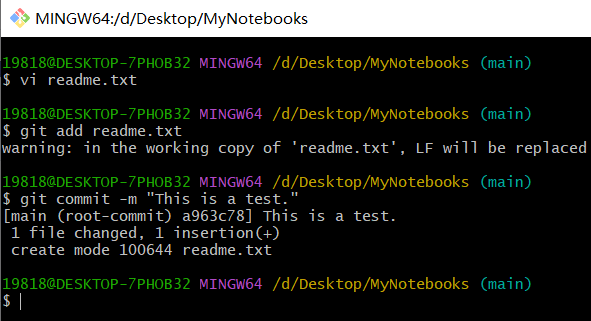 MINGW64:/d/Desktop/MyNotebooks
19818@DESKTOP-7PHOB32 MINGW64 /d/Desktop/MyNotebooks (main)
$ vi readme.txt
19818@DESKTOP-7PHOB32 MINGW64 /d/Desktop/MyNotebooks (main)
$ git add readme.txt
warning: in the working copy of 'readme.txt', LF will be replaced
19818@DESKTOP-7PHOB32 MINGW64 /d/Desktop/MyNotebooks (main)
$ git commit -m "This is a test."
[main (root-commit) a963c78] This is a test.
 1 file changed, 1 insertion(+)
 create mode 100644 readme.txt
19818@DESKTOP-7PHOB32 MINGW64 /d/Desktop/MyNotebooks (main)
$